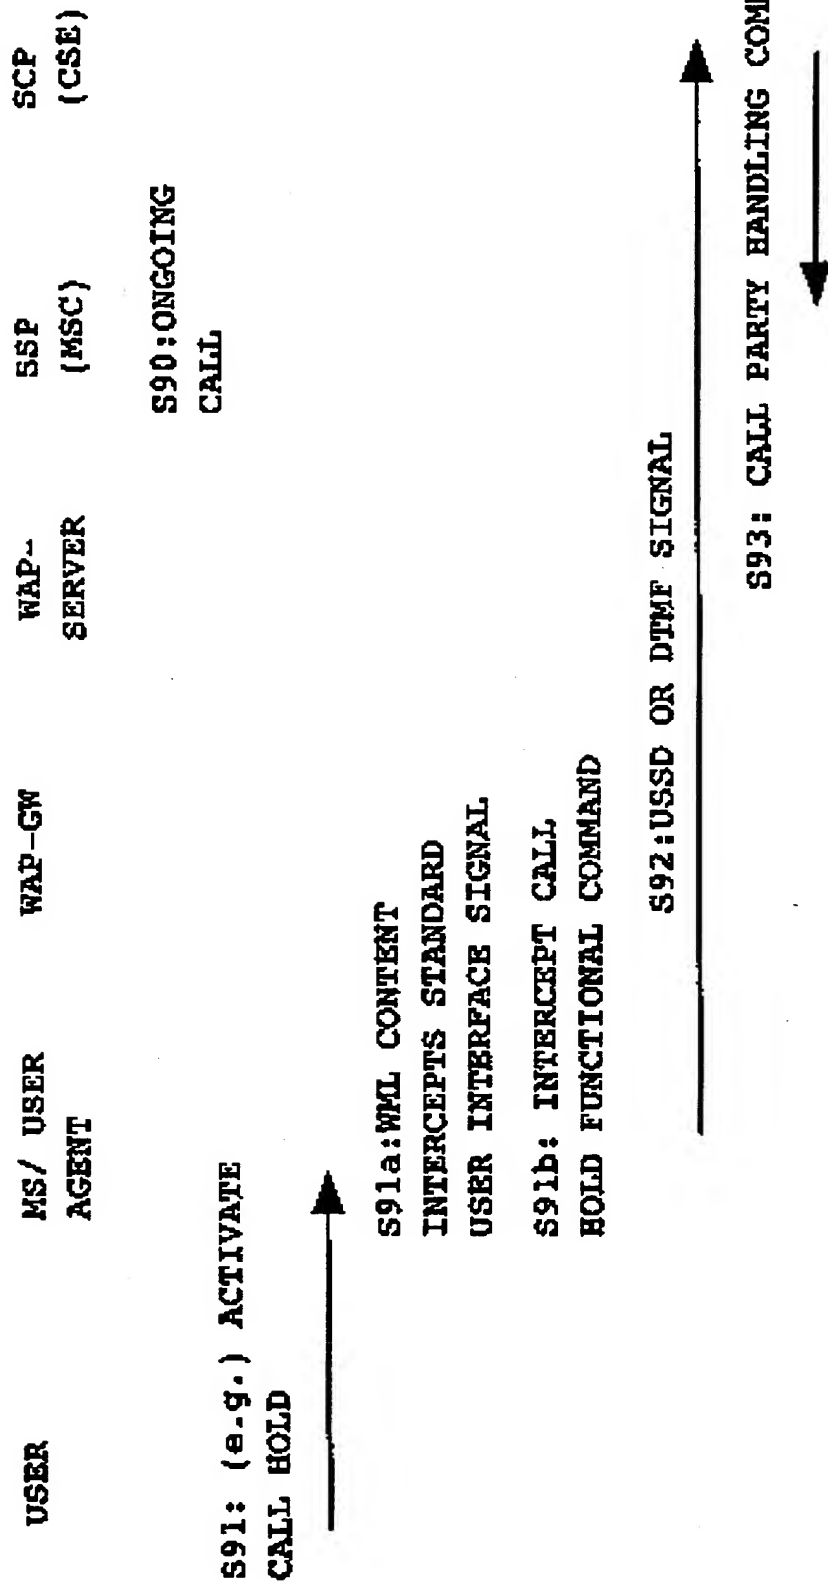 USER
MS/ USER
AGENT
WAP-GW
WAP-
SERVER
SSP
(MSC)
SCP
(CSE)
S90:ONGOING
CALL
S91: (e.g.) ACTIVATE
CALL HOLD
S91a:WML CONTENT
INTERCEPTS STANDARD
USER INTERFACE SIGNAL
S91b: INTERCEPT CALL
HOLD FUNCTIONAL COMMAND
S92:USSD OR DTMF SIGNAL
S93: CALL PARTY HANDLING